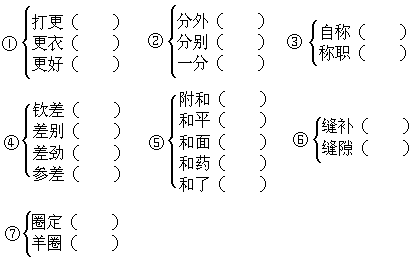 ①
打更（　　）
更衣（　　）
更好（　　）
②
分外（　　）
分别（　　）
一分（　　）
③
自称（　　）
称职（　　）
④
钦差（　　）
差别（　　）
差劲（　　）
参差（　　）
⑤
附和（　　）
和平（　　）
和面（　　）
和药（　　）
和了（　　）
⑥
缝补（　　）
缝隙（　　）
⑦
圈定（　　）
羊圈（　　）